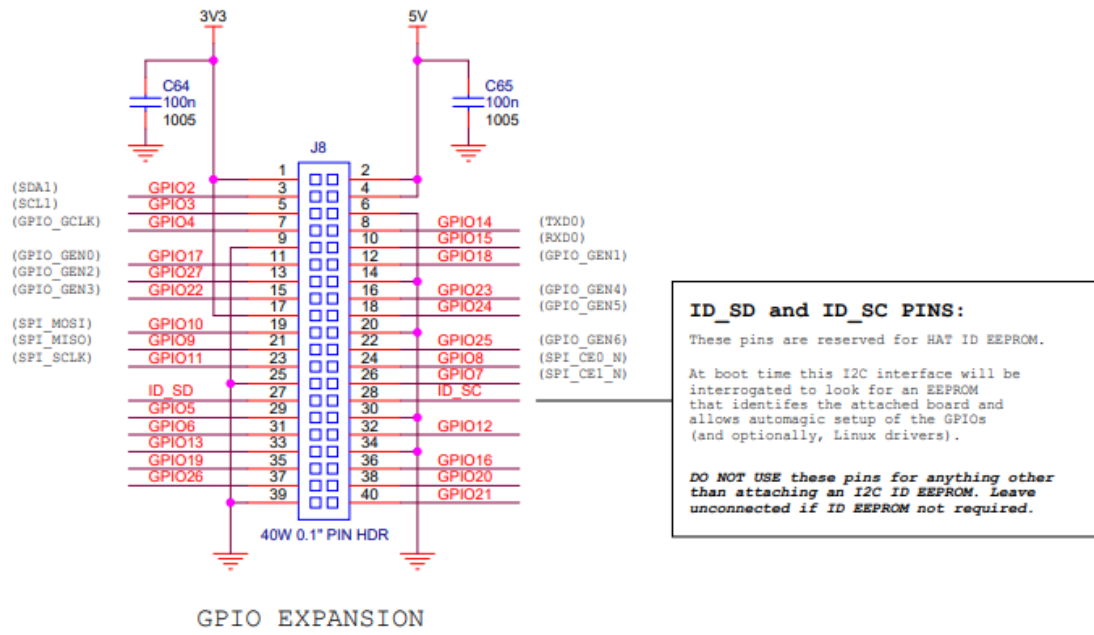 3V3
5V
C64
100n
1005
C65
100n
1005
J8
1 2
(SDA1) GPIO2 3 4
(SCL1) GPIO3 5 6
(GPIO_GCLK) GPIO4 7 8 GPIO14 (TXD0)
9 10 GPIO15 (RXD0)
(GPIO_GEN0) GPIO17 11 12 GPIO18 (GPIO_GEN1)
(GPIO_GEN2) GPIO27 13 14
(GPIO_GEN3) GPIO22 15 16 GPIO23 (GPIO_GEN4)
17 18 GPIO24 (GPIO_GEN5)
(SPI_MOSI) GPIO10 19 20
(SPI_MISO) GPIO9 21 22 GPIO25 (GPIO_GEN6)
(SPI_SCLK) GPIO11 23 24 GPIO8 (SPI_CE0_N)
25 26 GPIO7 (SPI_CE1_N)
ID_SD 27 28 ID_SC
GPIO5 29 30
GPIO6 31 32 GPIO12
GPIO13 33 34
GPIO19 35 36 GPIO16
GPIO26 37 38 GPIO20
39 40 GPIO21
40W 0.1" PIN HDR
ID_SD and ID_SC PINS:
These pins are reserved for HAT ID EEPROM.
At boot time this I2C interface will be
interrogated to look for an EEPROM
that identifes the attached board and
allows automagic setup of the GPIOs
(and optionally, Linux drivers).
DO NOT USE these pins for anything other
than attaching an I2C ID EEPROM. Leave
unconnected if ID EEPROM not required.
GPIO EXPANSION